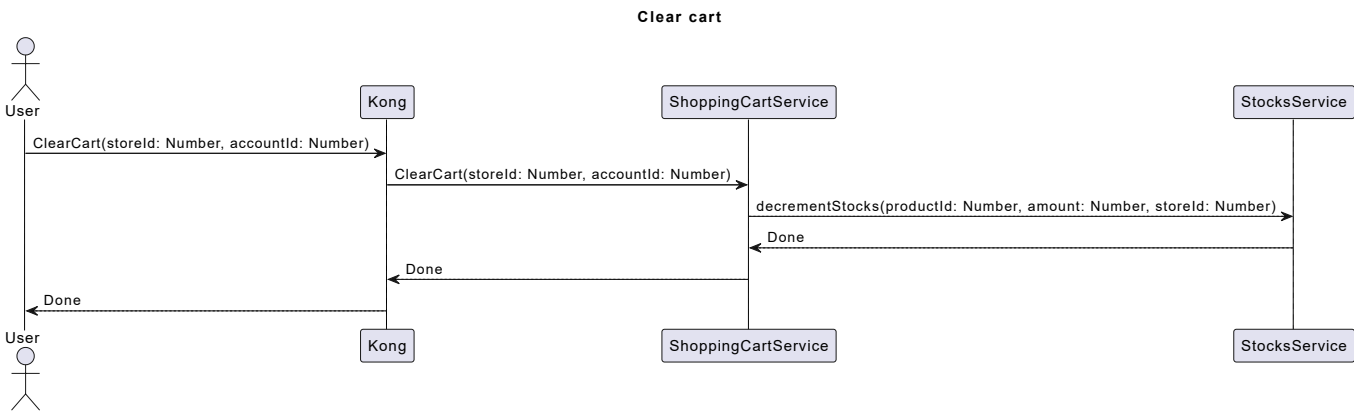 Clear cart
User
Kong
ShoppingCartService
StocksService
ClearCart(storeId: Number, accountId: Number)
ClearCart(storeId: Number, accountId: Number)
decrementStocks(productId: Number, amount: Number, storeId: Number)
Done
Done
Done
User
Kong
ShoppingCartService
StocksService